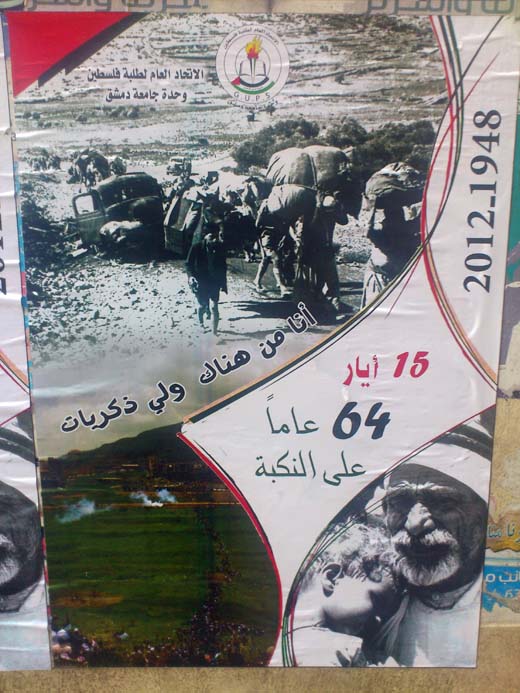 الاتحاد العام لطلبة فلسطين
وحدة جامعة دمشق
G.U.P.S
2012-1948
أنا من هناك ولي ذكريات
15 أيار
64 عاماً
على النكبة